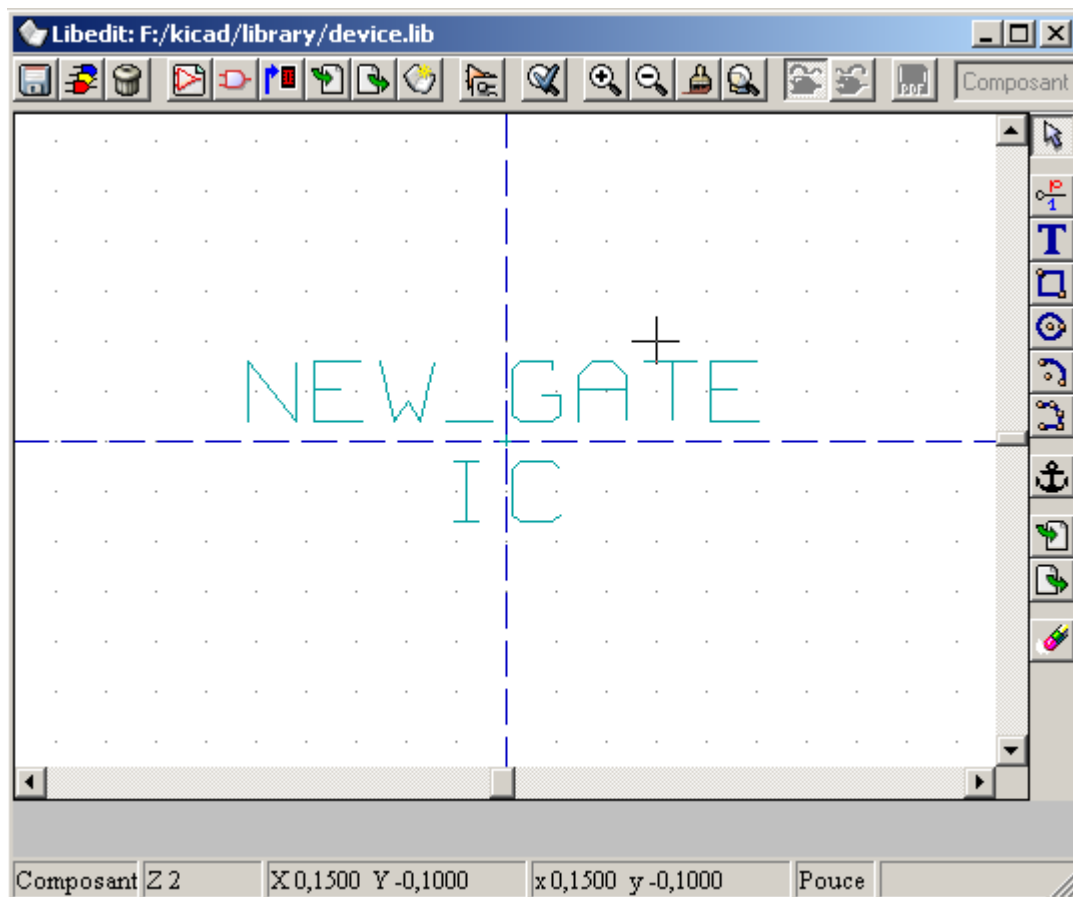 Libedit: F:/kicad/library/device.lib
Composant
NEW_GATE
IC
Composant Z 2 X 0,1500 Y -0,1000 x 0,1500 y -0,1000 Pouce